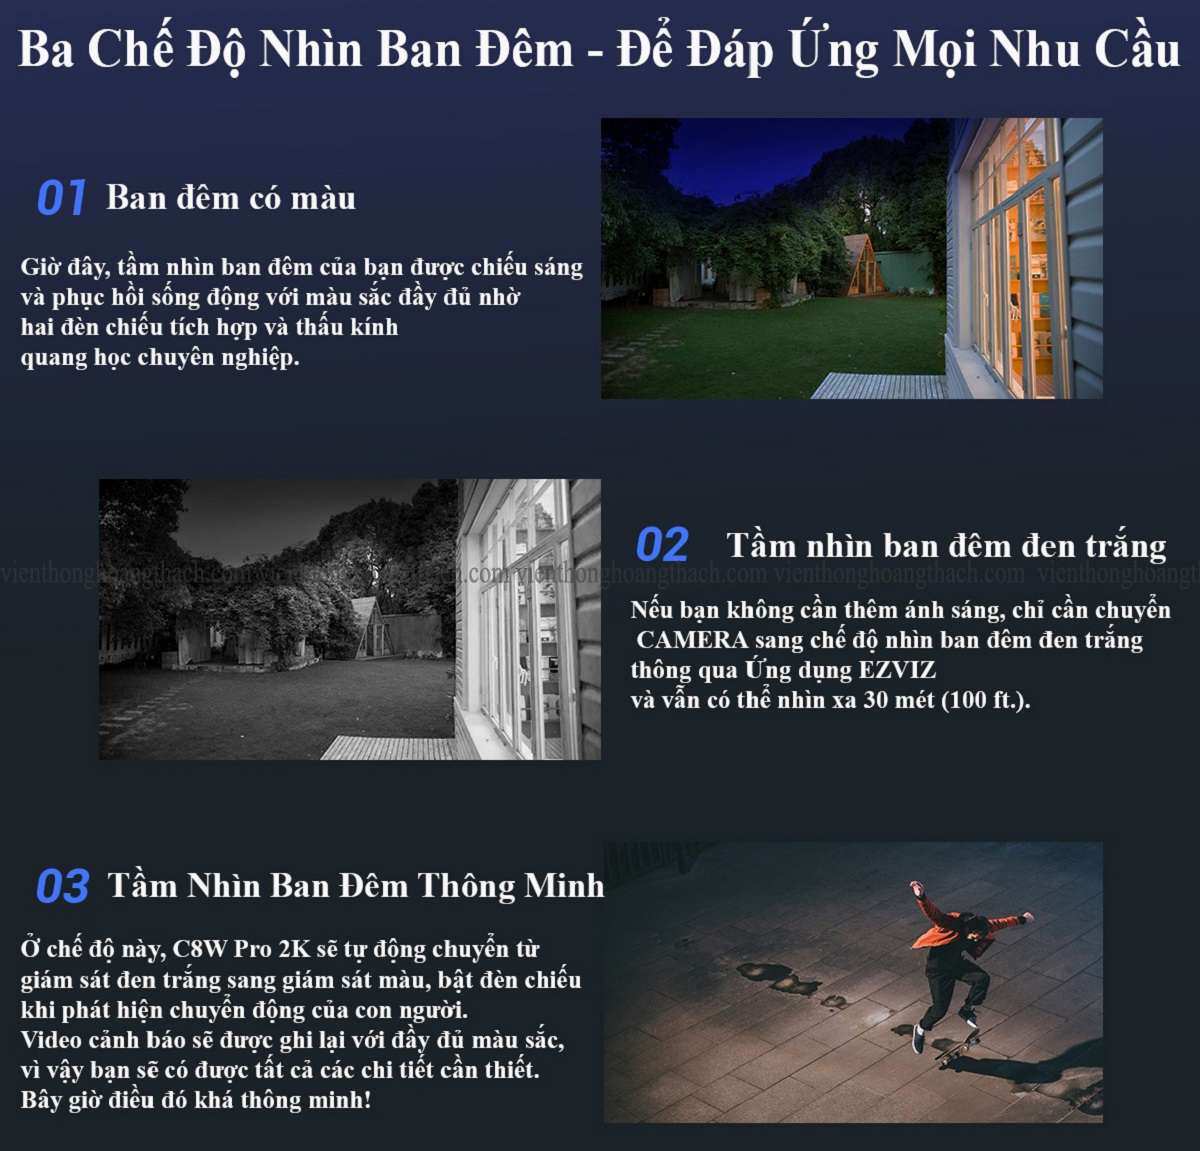 Ba Chế Độ Nhìn Ban Đêm - Để Đáp Ứng Mọi Nhu Cầu
01 Ban đêm có màu
Giờ đây, tầm nhìn ban đêm của bạn được chiếu sáng
và phục hồi sống động với màu sắc đầy đủ nhờ
hai đèn chiếu tích hợp và thấu kính
quang học chuyên nghiệp.
02 Tầm nhìn ban đêm đen trắng
vienthonghoangthach.com vienthonghoangthach.com vienthonghoangthach.com vienthonghoangt
Nếu bạn không cần thêm ánh sáng, chỉ cần chuyển
CAMERA sang chế độ nhìn ban đêm đen trắng
thông qua Ứng dụng EZVIZ
và vẫn có thể nhìn xa 30 mét (100 ft.).
03 Tầm Nhìn Ban Đêm Thông Minh
Ở chế độ này, C8W Pro 2K sẽ tự động chuyển từ
giám sát đen trắng sang giám sát màu, bật đèn chiếu
khi phát hiện chuyển động của con người.
Video cảnh báo sẽ được ghi lại với đầy đủ màu sắc,
vì vậy bạn sẽ có được tất cả các chi tiết cần thiết.
Bây giờ điều đó khá thông minh!